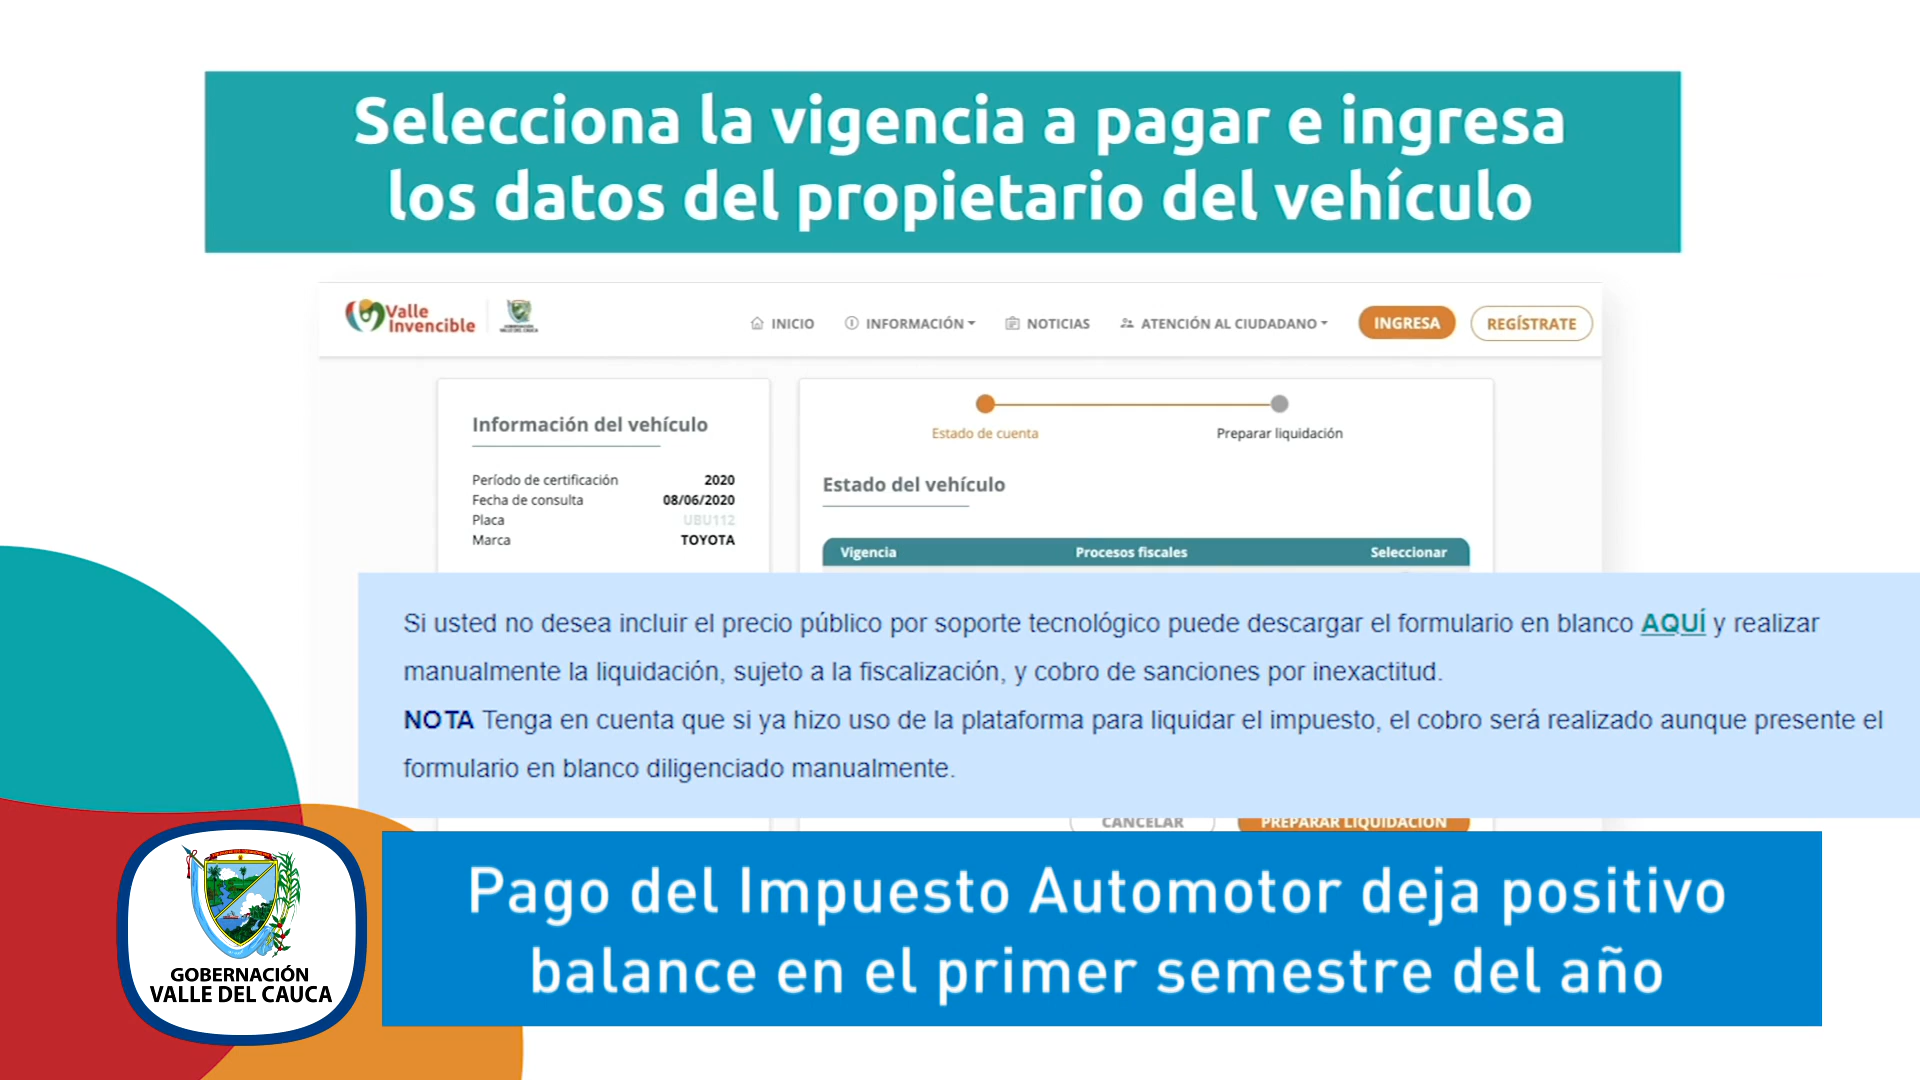 Selecciona la vigencia a pagar e ingresa
los datos del propietario del vehículo
Valle
Invencible
INICIO
INFORMACIÓN
NOTICIAS
ATENCIÓN AL CIUDADANO
INGRESA
REGÍSTRATE
Información del vehículo
Período de certificación 2020
Fecha de consulta 08/06/2020
Placa UBU112
Marca TOYOTA
Estado de cuenta
Preparar liquidación
Estado del vehículo
Vigencia Procesos fiscales Seleccionar
Si usted no desea incluir el precio público por soporte tecnológico puede descargar el formulario en blanco AQUÍ y realizar
manualmente la liquidación, sujeto a la fiscalización, y cobro de sanciones por inexactitud.
NOTA Tenga en cuenta que si ya hizo uso de la plataforma para liquidar el impuesto, el cobro será realizado aunque presente el
formulario en blanco diligenciado manualmente.
CANCELAR
PREPARAR LIQUIDACIÓN
Pago del Impuesto Automotor deja positivo
balance en el primer semestre del año
GOBERNACIÓN
VALLE DEL CAUCA